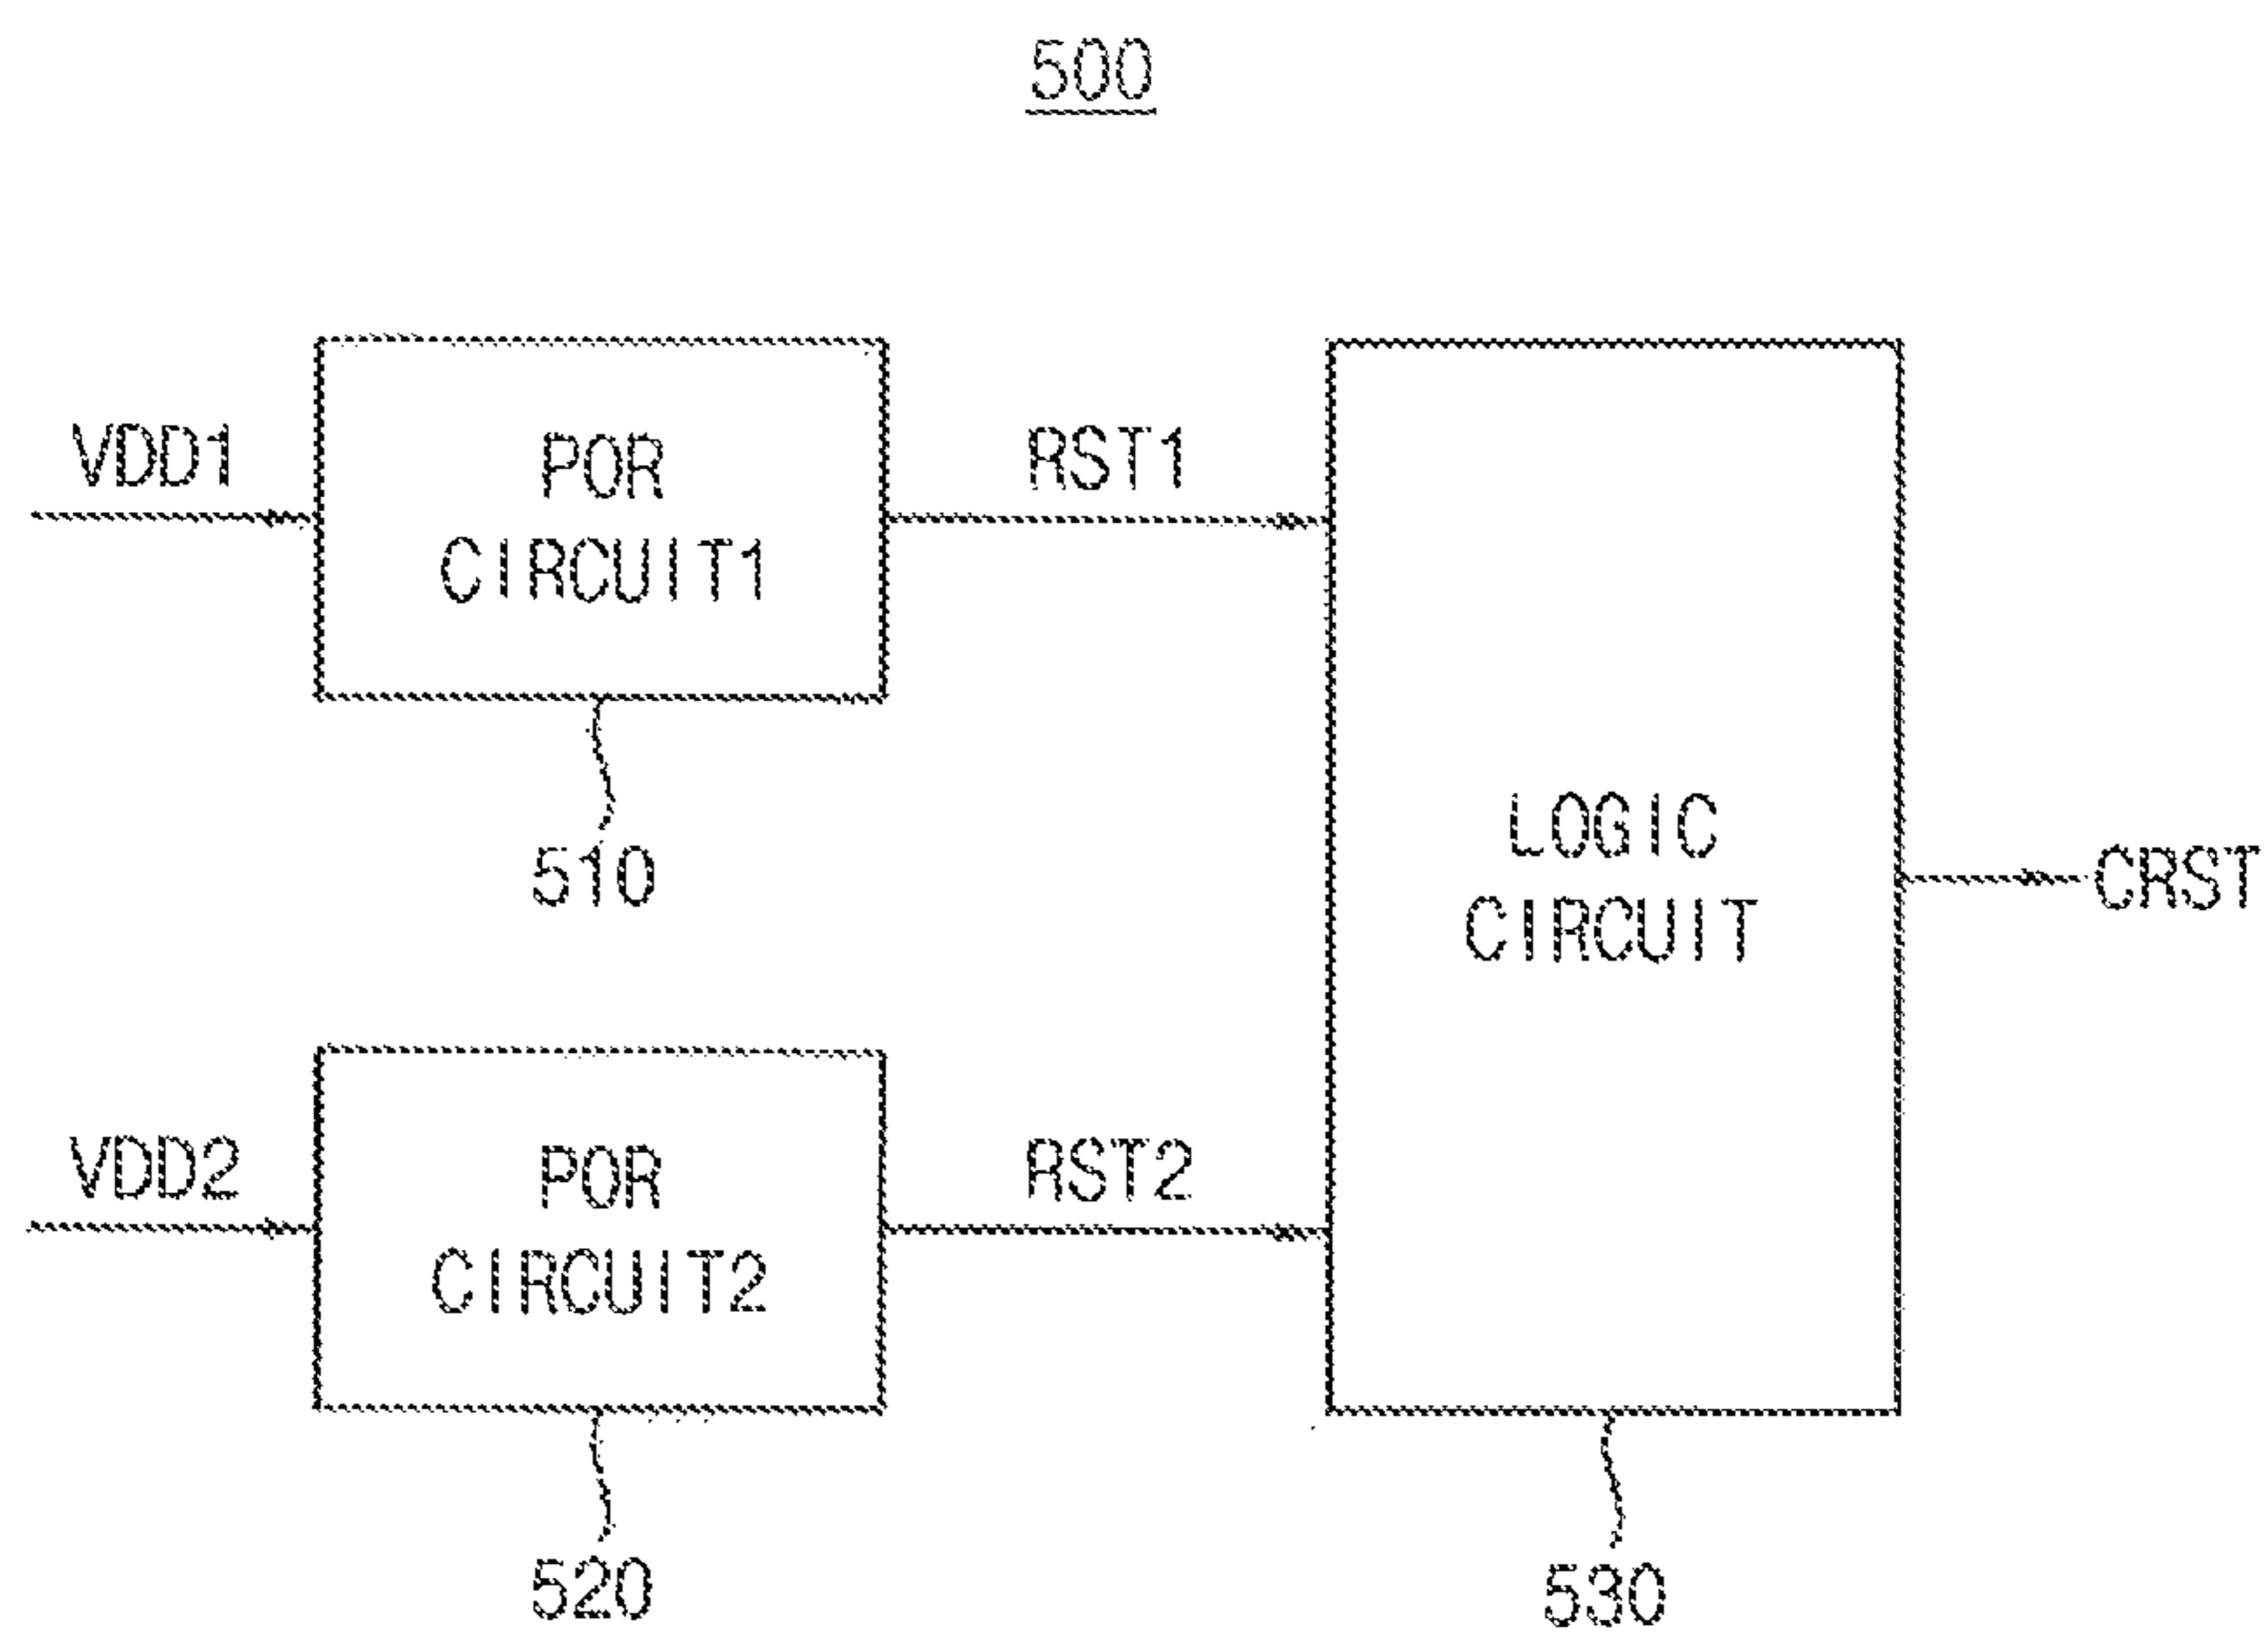 500
VDD1
POR
CIRCUIT1
RST1
510
LOGIC
CIRCUIT
CRST
VDD2
POR
CIRCUIT2
RST2
520
530